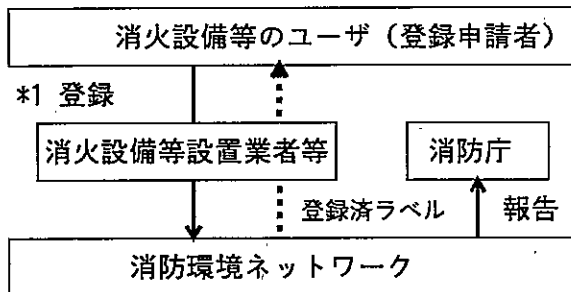 消火設備等のユーザ（登録申請者）
*1 登録
消火設備等設置業者等
消防庁
登録済ラベル
報告
消防環境ネットワーク